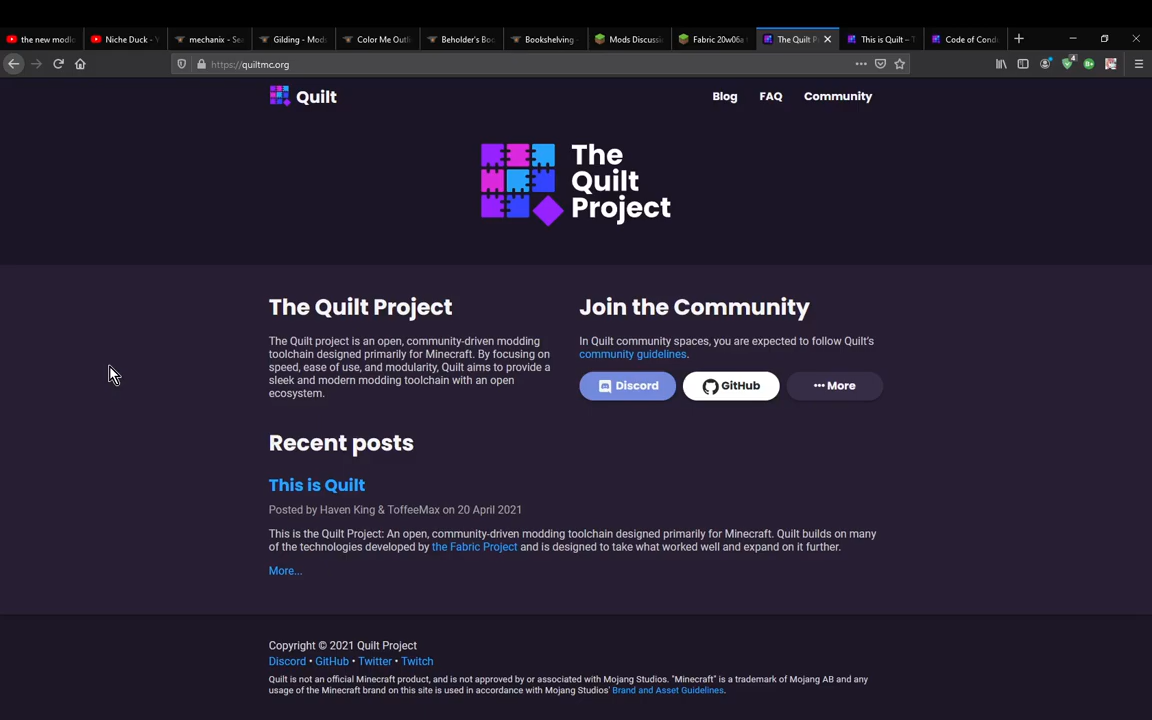 the new modic
Niche Duck - Y
mechanix - Sea
Gilding - Mods
Color Me Outli
Beholder's Boo
Bookshelving -
Mods Discussio
Fabric 20w06a
The Quilt P
This is Quilt – T
Code of Condu
https://quiltmc.org
4
Quilt
Blog
FAQ
Community
The
Quilt
Project
The Quilt Project
The Quilt project is an open, community-driven modding
toolchain designed primarily for Minecraft. By focusing on
speed, ease of use, and modularity, Quilt aims to provide a
sleek and modern modding toolchain with an open
ecosystem.
Join the Community
In Quilt community spaces, you are expected to follow Quilt's
community guidelines.
Discord
GitHub
••• More
Recent posts
This is Quilt
Posted by Haven King & ToffeeMax on 20 April 2021
This is the Quilt Project: An open, community-driven modding toolchain designed primarily for Minecraft. Quilt builds on many
of the technologies developed by the Fabric Project and is designed to take what worked well and expand on it further.
More...
Copyright © 2021 Quilt Project
Discord • GitHub • Twitter • Twitch
Quilt is not an official Minecraft product, and is not approved by or associated with Mojang Studios. "Minecraft" is a trademark of Mojang AB and any
usage of the Minecraft brand on this site is used in accordance with Mojang Studios' Brand and Asset Guidelines.